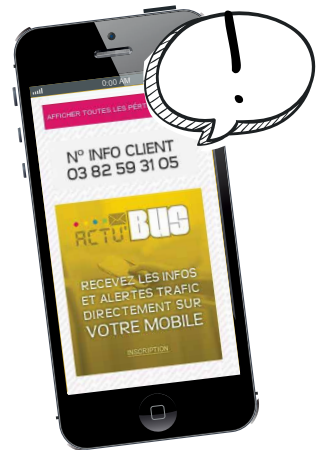 0:00 AM
AFFICHER TOUTES LES
N° INFO CLIENT
03 82 59 31 05
ACTU'BUS
RECEVEZ LES INFOS
ET ALERTES TRAFIC
DIRECTEMENT SUR
VOTRE MOBILE
INSCRIPTION
!